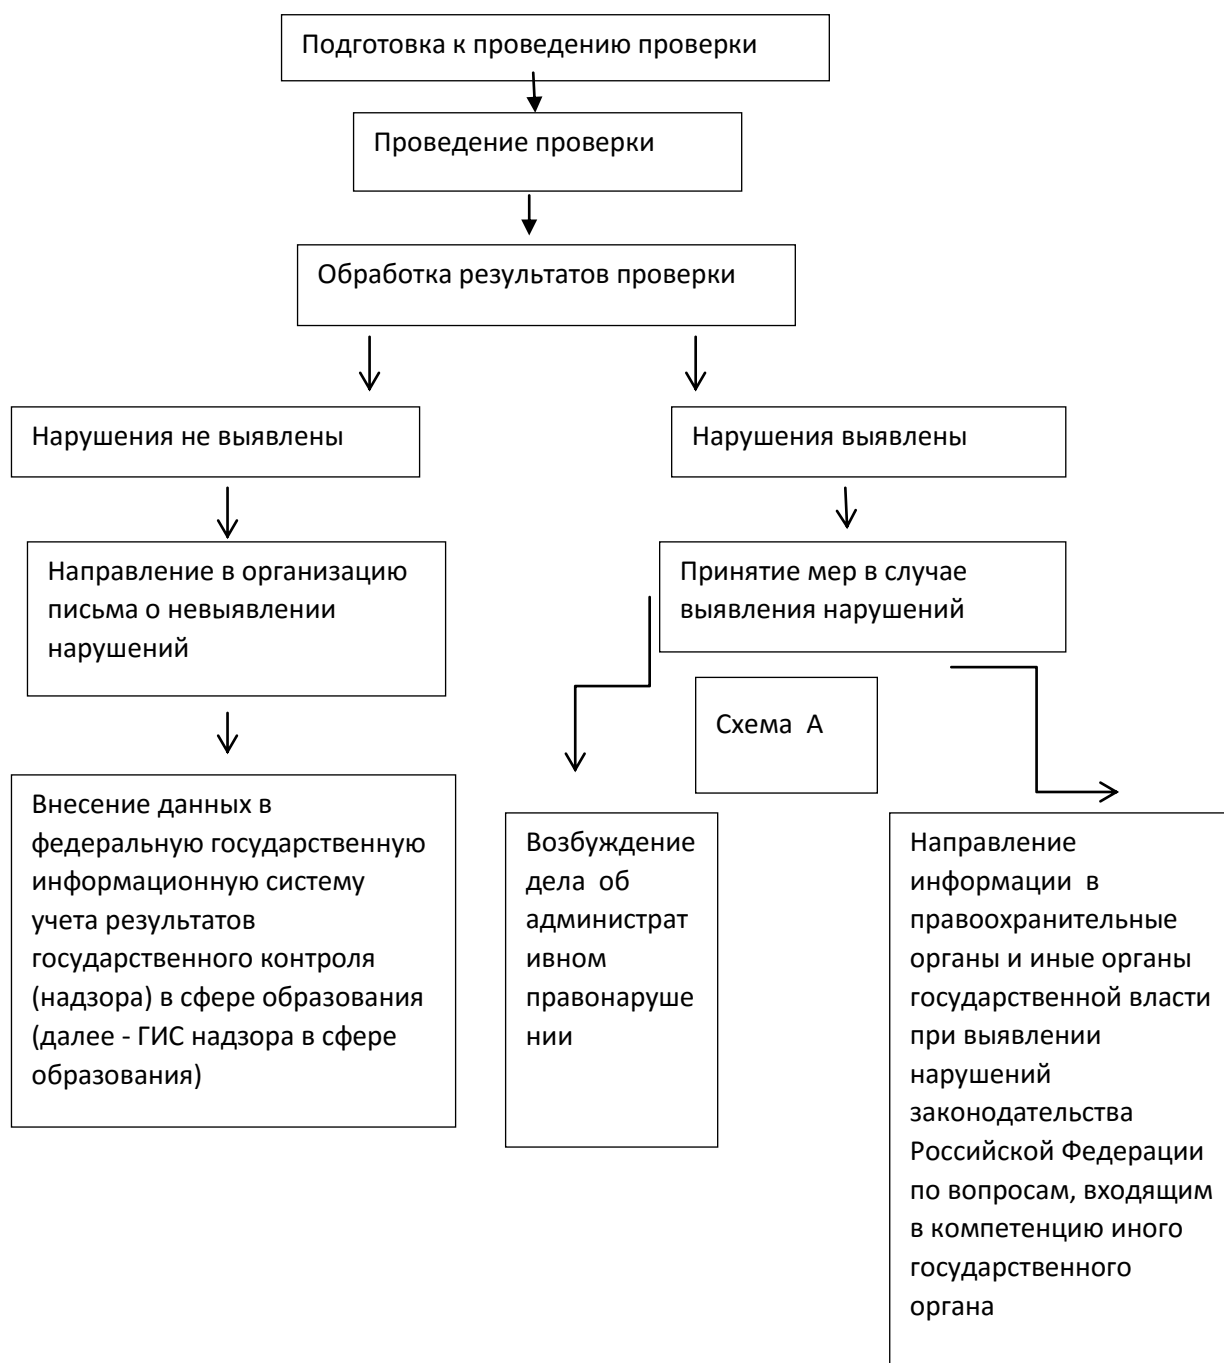 Подготовка к проведению проверки
Проведение проверки
Обработка результатов проверки
Нарушения не выявлены
Нарушения выявлены
Направление в организацию
письма о невыявлении
нарушений
Принятие мер в случае
выявления нарушений
Схема А
Внесение данных в
федеральную государственную
информационную систему
учета результатов
государственного контроля
(надзора) в сфере образования
(далее - ГИС надзора в сфере
образования)
Возбуждение
дела об
администрат
ивном
правонаруше
нии
Направление
информации в
правоохранительные
органы и иные органы
государственной власти
при выявлении
нарушений
законодательства
Российской Федерации
по вопросам, входящим
в компетенцию иного
государственного
органа